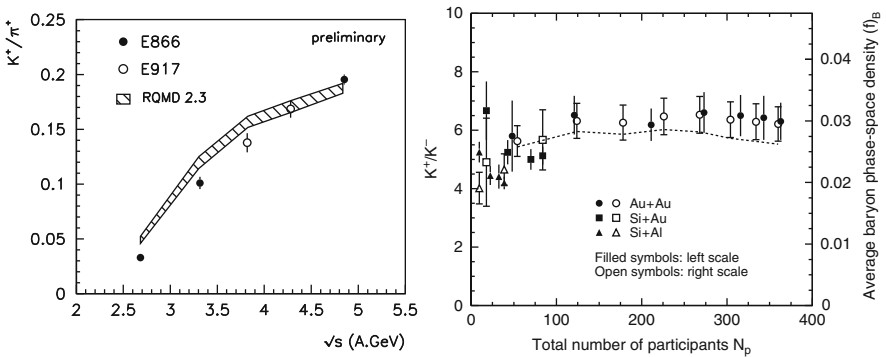 K⁺/π⁺
0.25
0.2
0.15
0.1
0.05
0
E866
E917
RQMD 2.3
preliminary
2 2.5 3 3.5 4 4.5 5 5.5
√s (A.GeV)
K⁺/K⁻
10
8
6
4
2
0
Au+Au
Si+Au
Si+Al
Filled symbols: left scale
Open symbols: right scale
0 100 200 300 400
Total number of participants Nₚ
0.04
0.03
0.02
0.01
0.00
Average baryon phase-space density ⟨f⟩_B